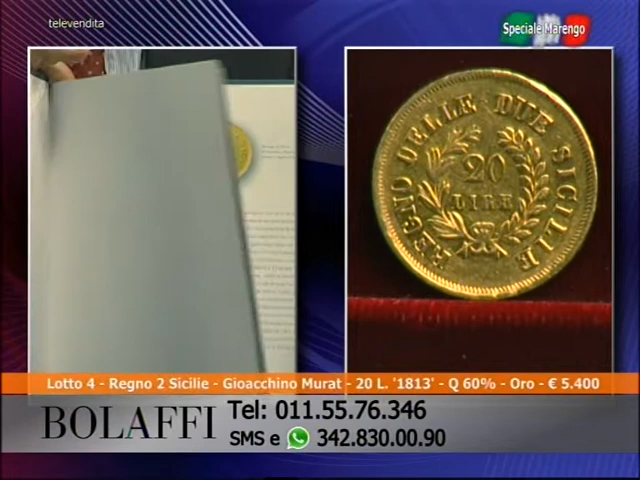 televendita
Speciale Marengo
REGNO DELLE DUE SICILIE
20
LIRE
Lotto 4 - Regno 2 Sicilie - Gioacchino Murat - 20 L. '1813' - Q 60% - Oro - € 5.400
BOLAFFI
Tel: 011.55.76.346
SMS e 342.830.00.90